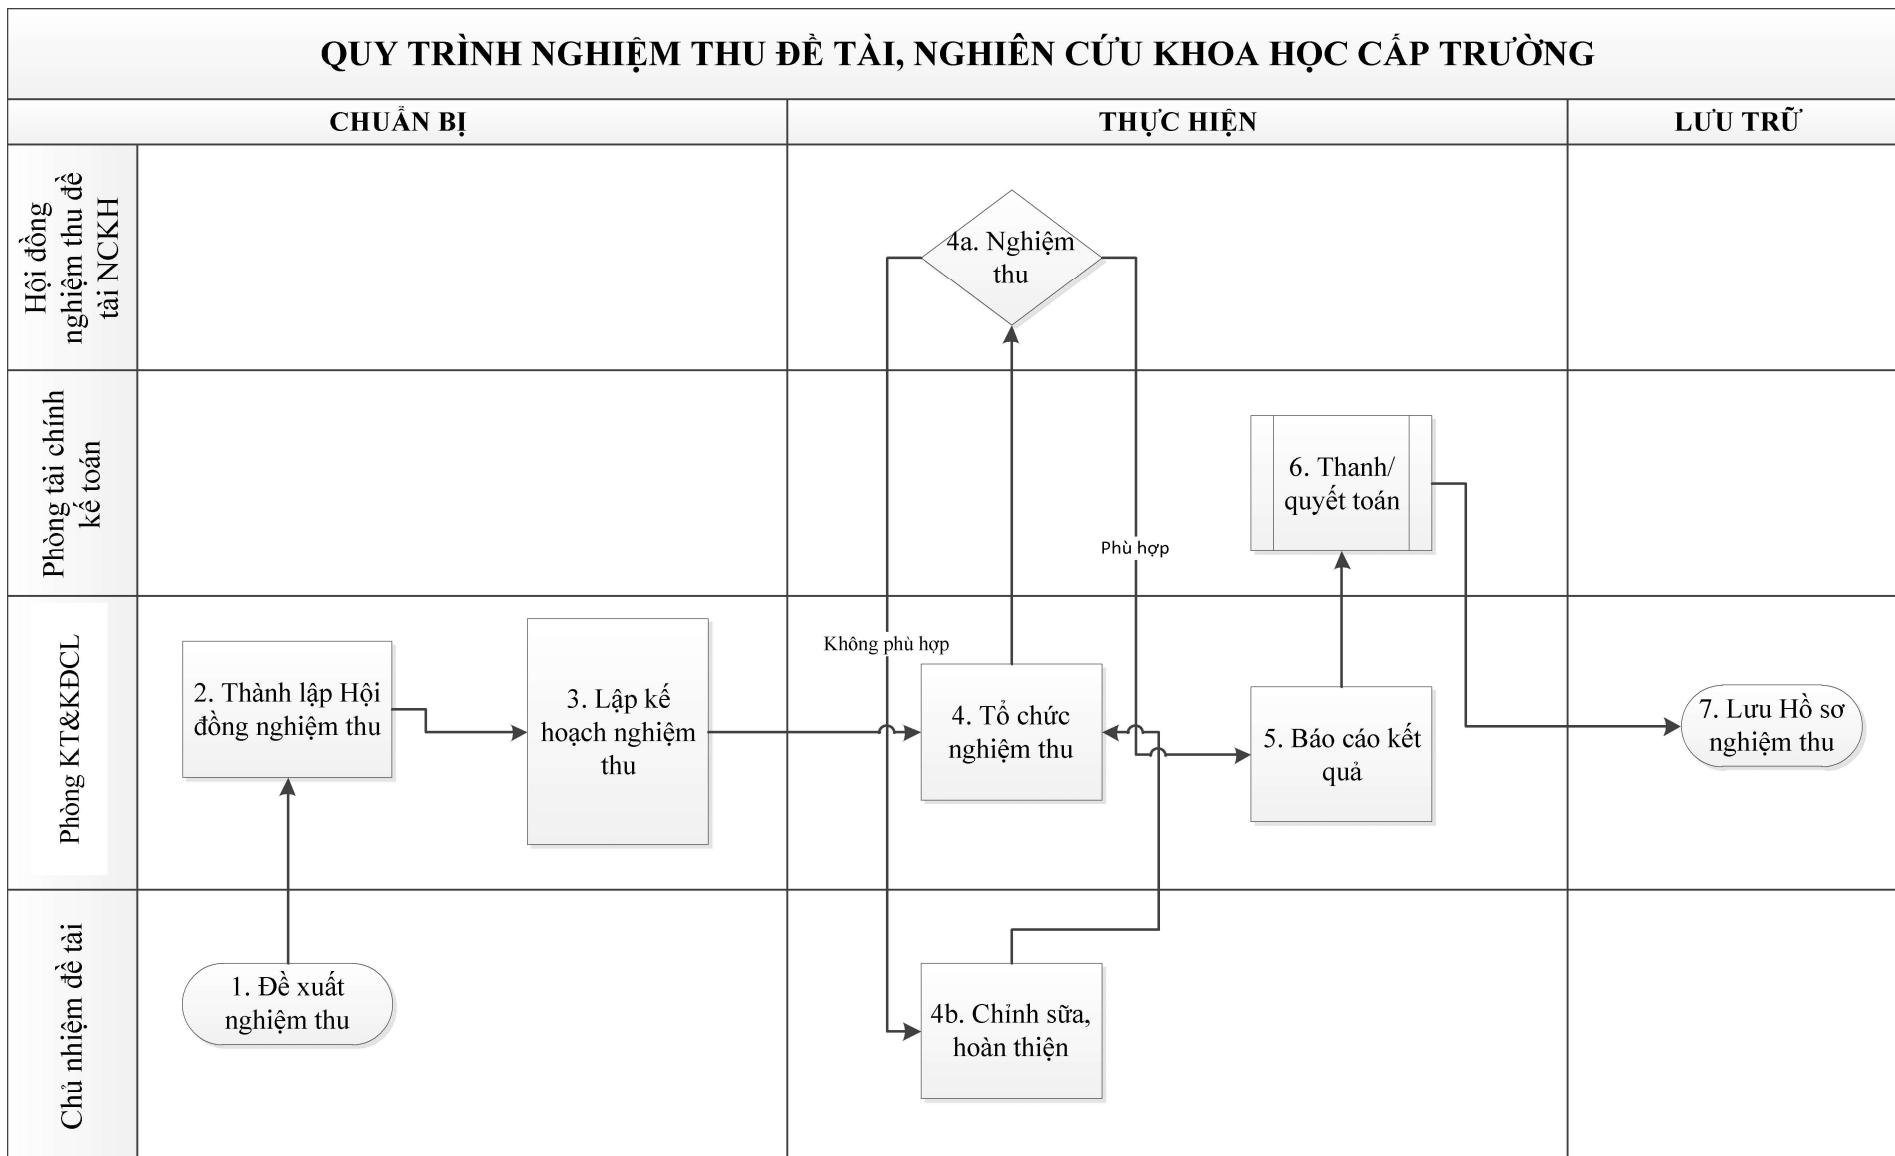 QUY TRÌNH NGHIỆM THU ĐỀ TÀI, NGHIÊN CỨU KHOA HỌC CẤP TRƯỜNG
CHUẨN BỊ
THỰC HIỆN
LƯU TRỮ
Hội đồng
nghiệm thu đề
tài NCKH
4a. Nghiệm
thu
Phòng tài chính
kế toán
6. Thanh/
quyết toán
Phù hợp
Phòng KT&KĐCL
Không phù hợp
2. Thành lập Hội
đồng nghiệm thu
3. Lập kế
hoạch nghiệm
thu
4. Tổ chức
nghiệm thu
5. Báo cáo kết
quả
7. Lưu Hồ sơ
nghiệm thu
Chủ nhiệm đề tài
1. Đề xuất
nghiệm thu
4b. Chỉnh sữa,
hoàn thiện